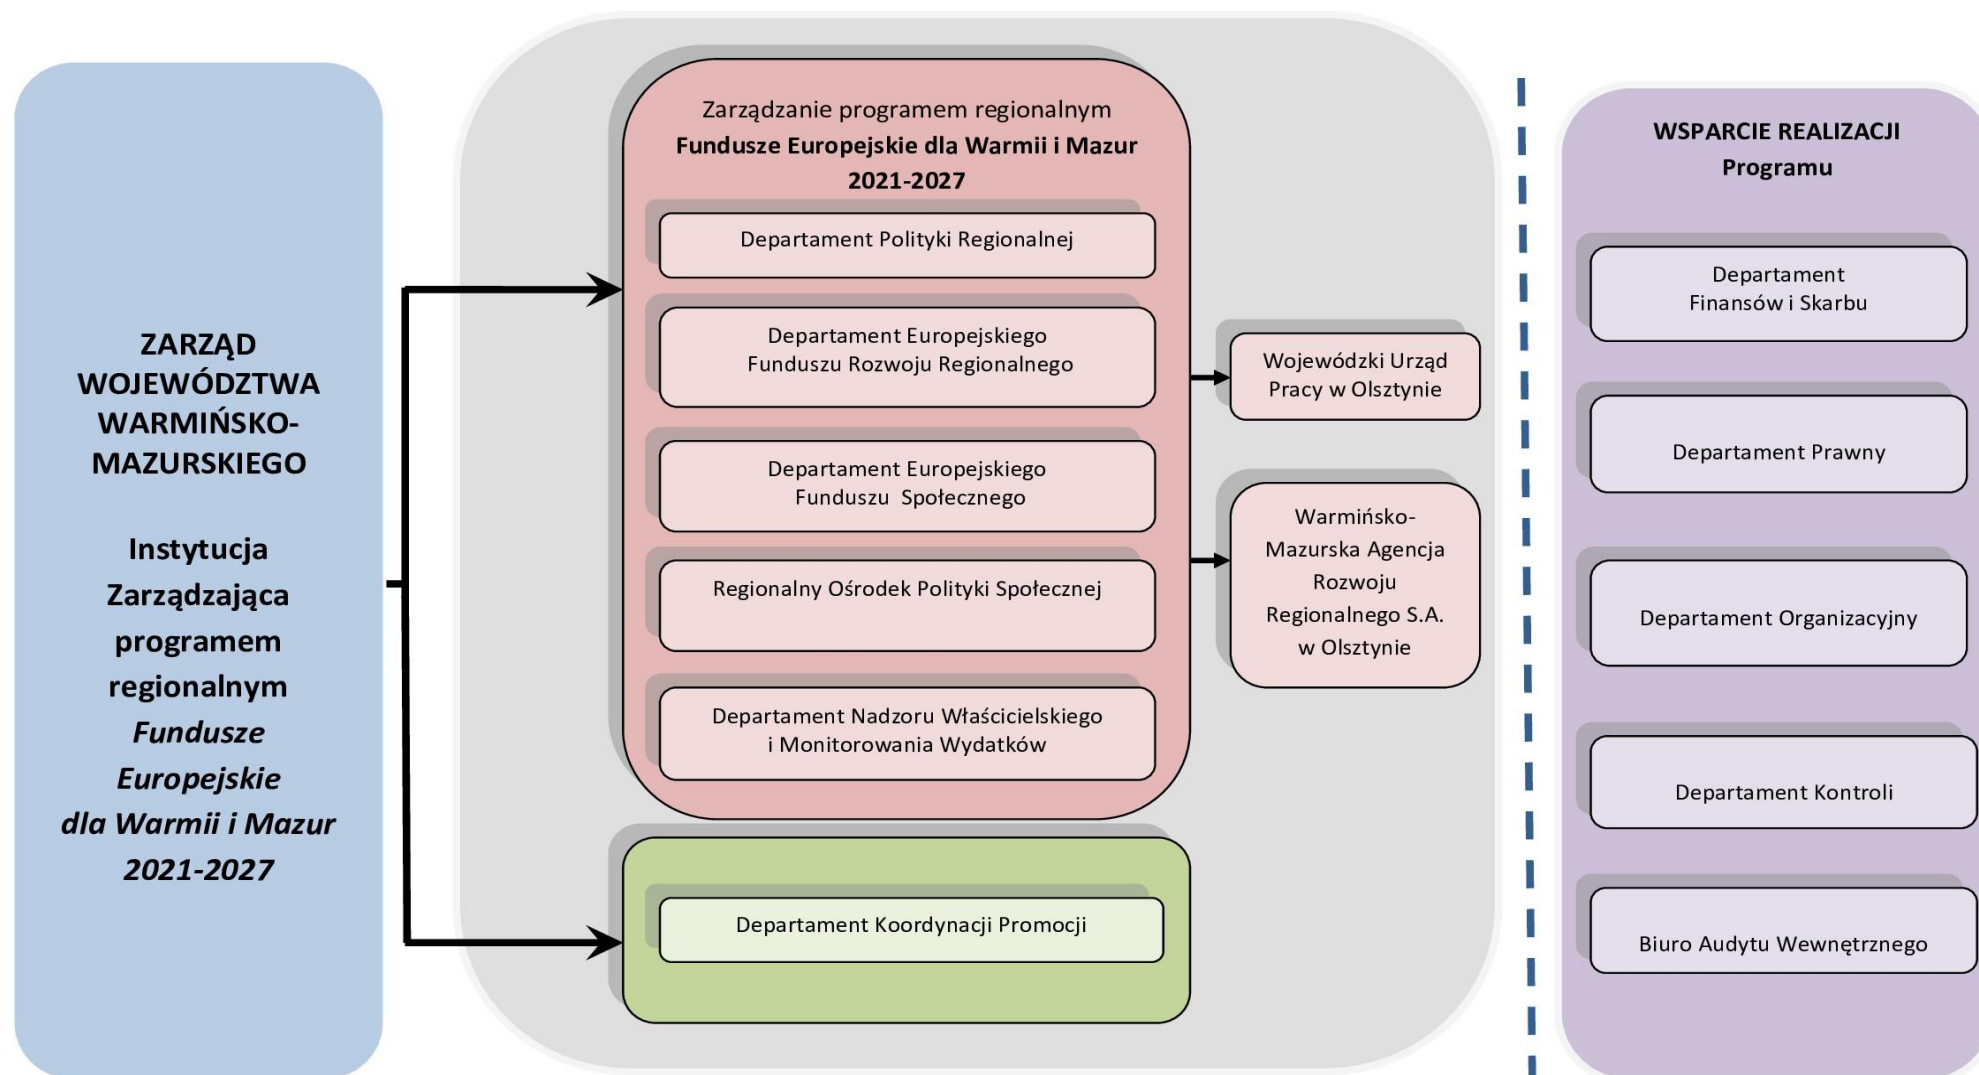 ZARZĄD
WOJEWÓDZTWA
WARMIŃSKO-
MAZURSKIEGO
Instytucja
Zarządzająca
programem
regionalnym
Fundusze
Europejskie
dla Warmii i Mazur
2021-2027
Zarządzanie programem regionalnym
Fundusze Europejskie dla Warmii i Mazur
2021-2027
Departament Polityki Regionalnej
Departament Europejskiego
Funduszu Rozwoju Regionalnego
Departament Europejskiego
Funduszu Społecznego
Regionalny Ośrodek Polityki Społecznej
Departament Nadzoru Właścicielskiego
i Monitorowania Wydatków
Departament Koordynacji Promocji
Wojewódzki Urząd
Pracy w Olsztynie
Warmińsko-
Mazurska Agencja
Rozwoju
Regionalnego S.A.
w Olsztynie
WSPARCIE REALIZACJI
Programu
Departament
Finansów i Skarbu
Departament Prawny
Departament Organizacyjny
Departament Kontroli
Biuro Audytu Wewnętrznego